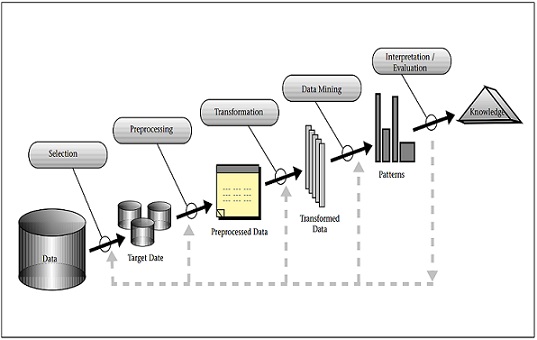 Interpretation /
Evaluation
Data Mining
Transformation
Preprocessing
Selection
Knowledge
Patterns
Transformed
Data
Preprocessed Data
Target Date
Data